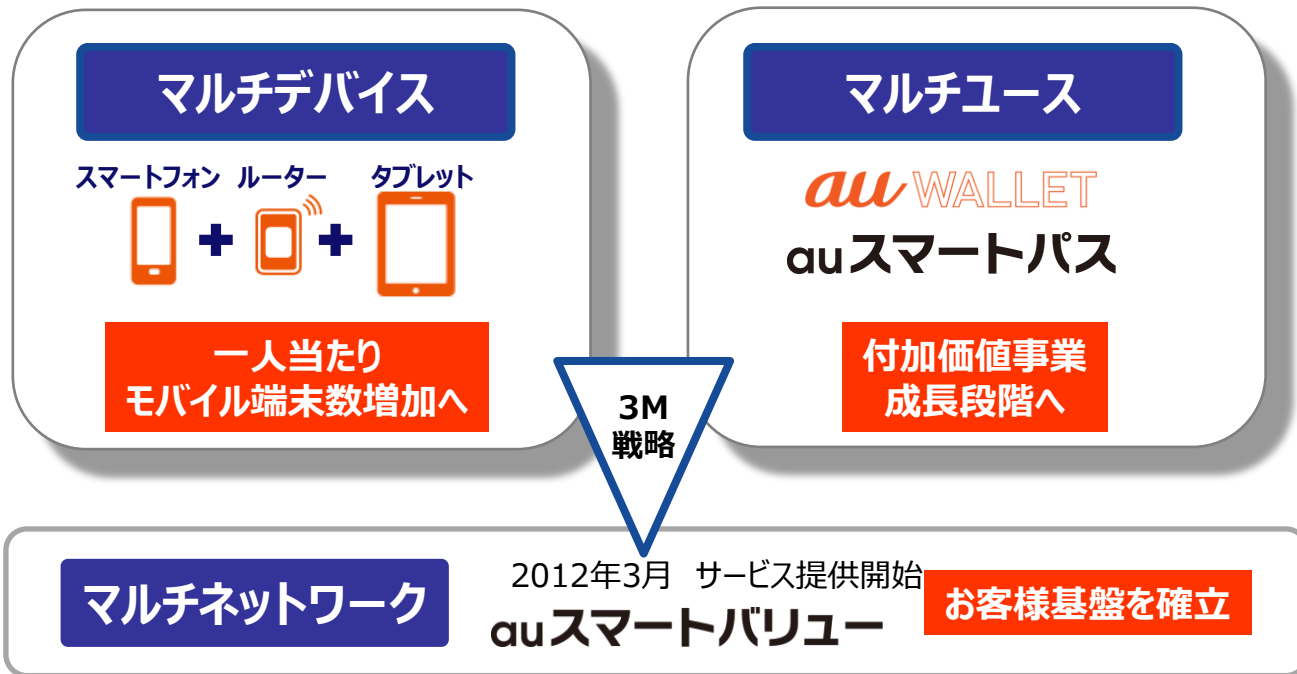 マルチデバイス
スマートフォン ルーター タブレット
一人当たり
モバイル端末数増加へ
マルチユース
au WALLET
auスマートパス
付加価値事業
成長段階へ
3M
戦略
マルチネットワーク
2012年3月 サービス提供開始
auスマートバリュー
お客様基盤を確立